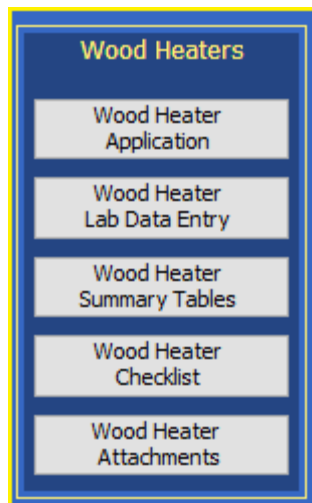 Wood Heaters
Wood Heater
Application
Wood Heater
Lab Data Entry
Wood Heater
Summary Tables
Wood Heater
Checklist
Wood Heater
Attachments